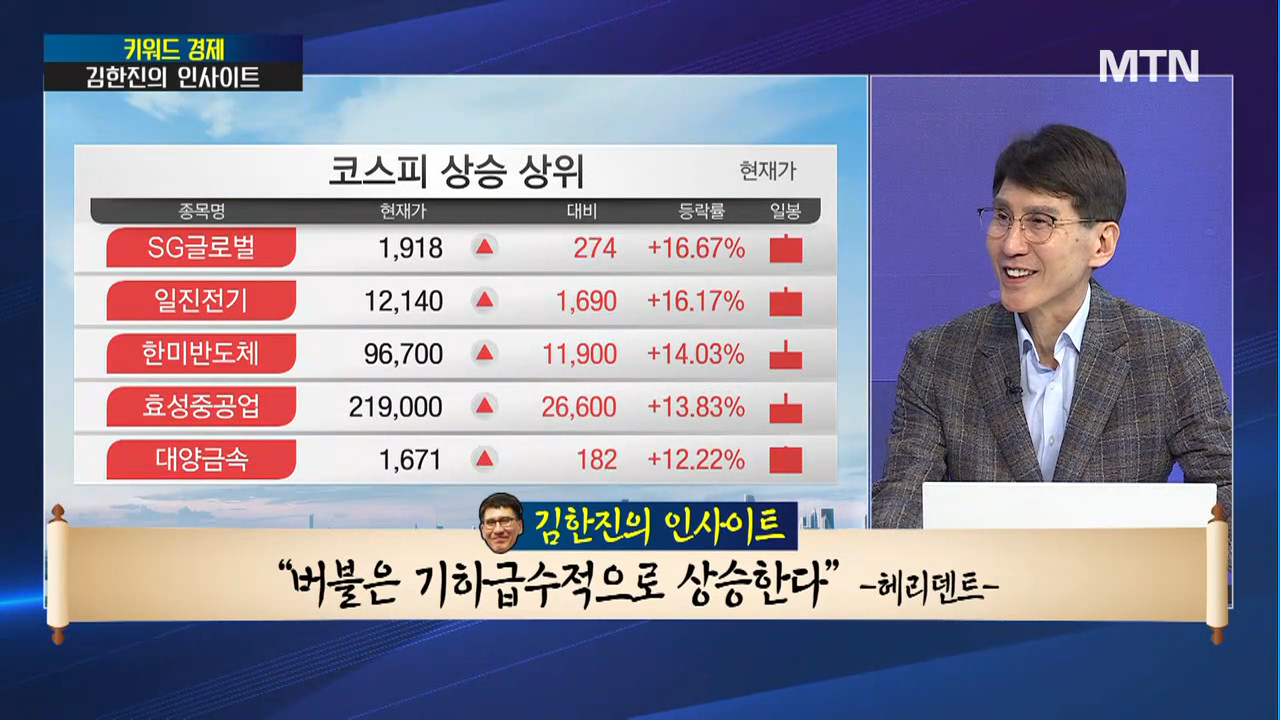 키워드 경제
김한진의 인사이트
MTN
코스피 상승 상위 현재가
종목명 현재가 대비 등락률 일봉
SG글로벌 1,918 ▲ 274 +16.67%
일진전기 12,140 ▲ 1,690 +16.17%
한미반도체 96,700 ▲ 11,900 +14.03%
효성중공업 219,000 ▲ 26,600 +13.83%
대양금속 1,671 ▲ 182 +12.22%
김한진의 인사이트
“버블은 기하급수적으로 상승한다” -헤리덴트-